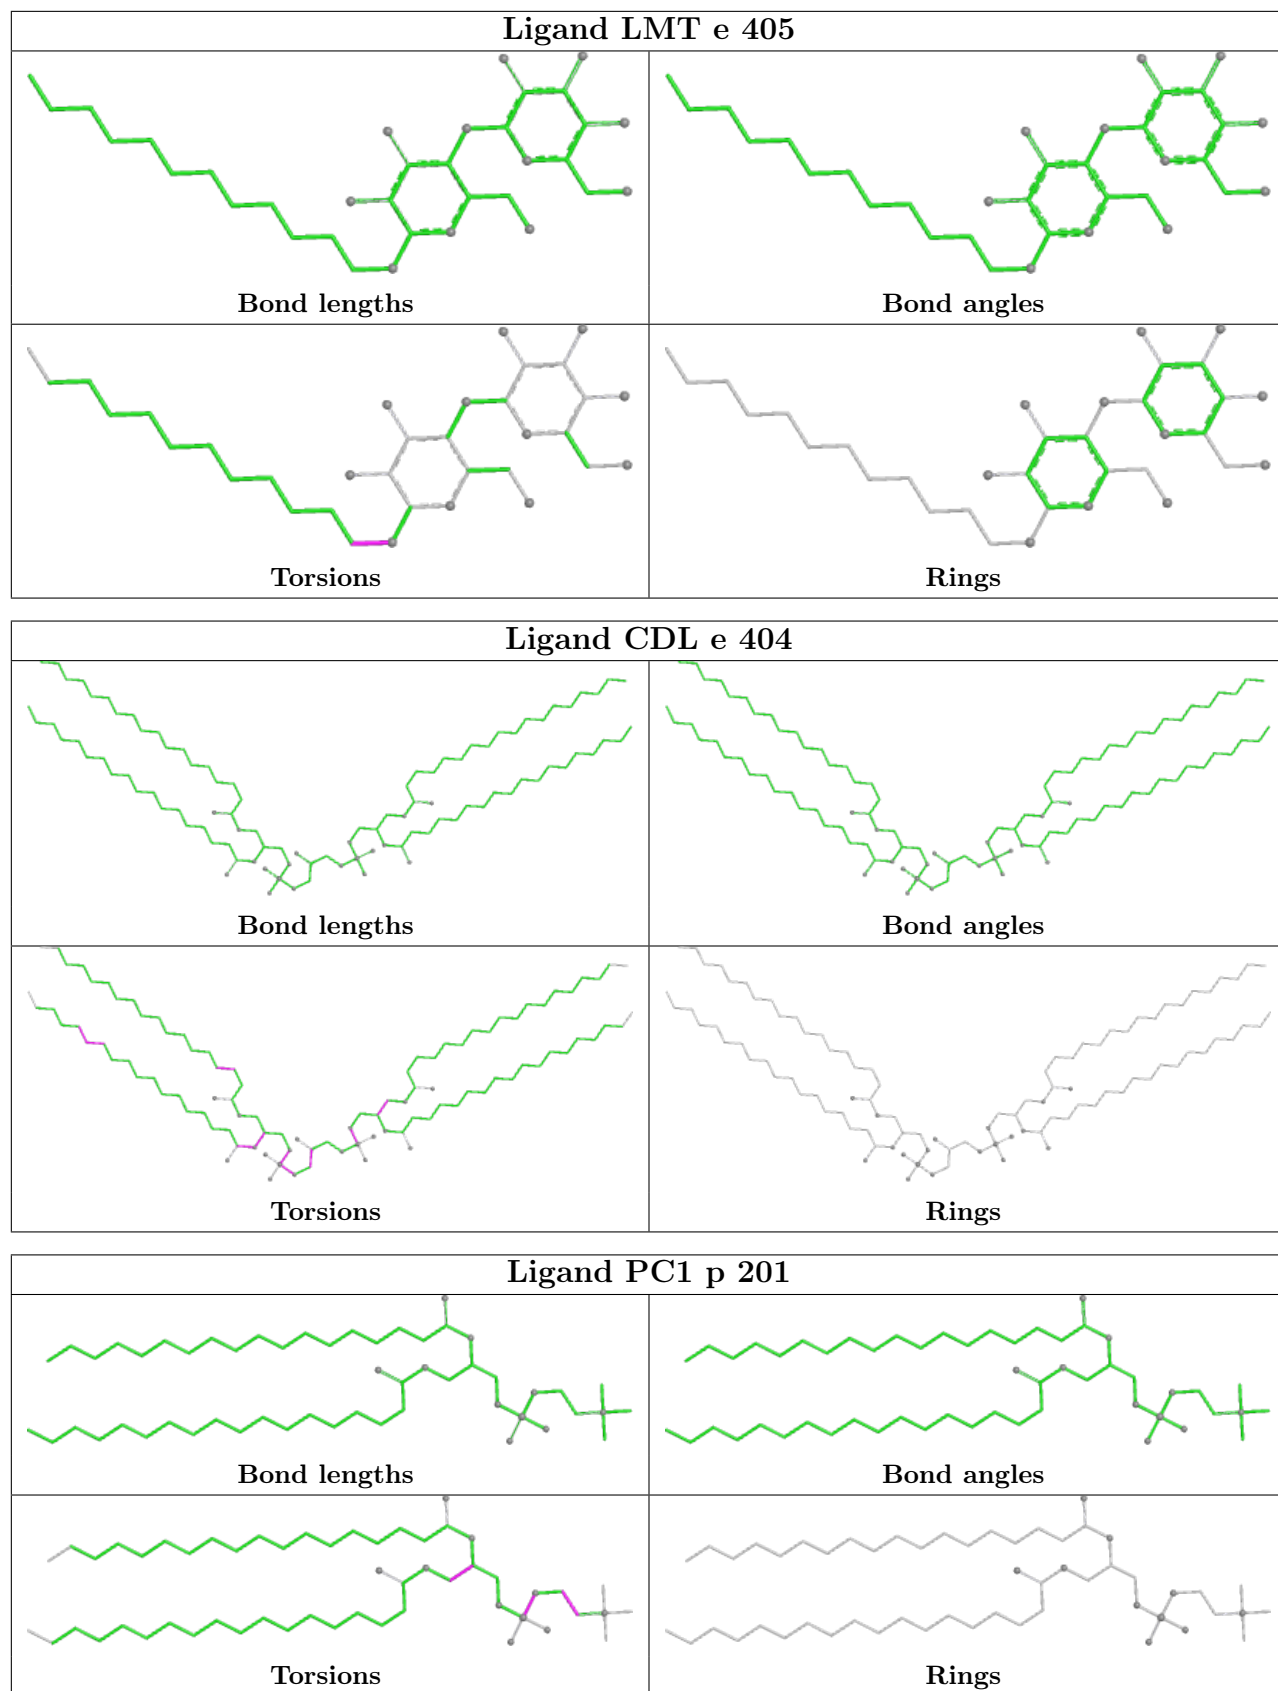 Ligand LMT e 405
Bond lengths
Bond angles
Torsions
Rings
Ligand CDL e 404
Bond lengths
Bond angles
Torsions
Rings
Ligand PC1 p 201
Bond lengths
Bond angles
Torsions
Rings